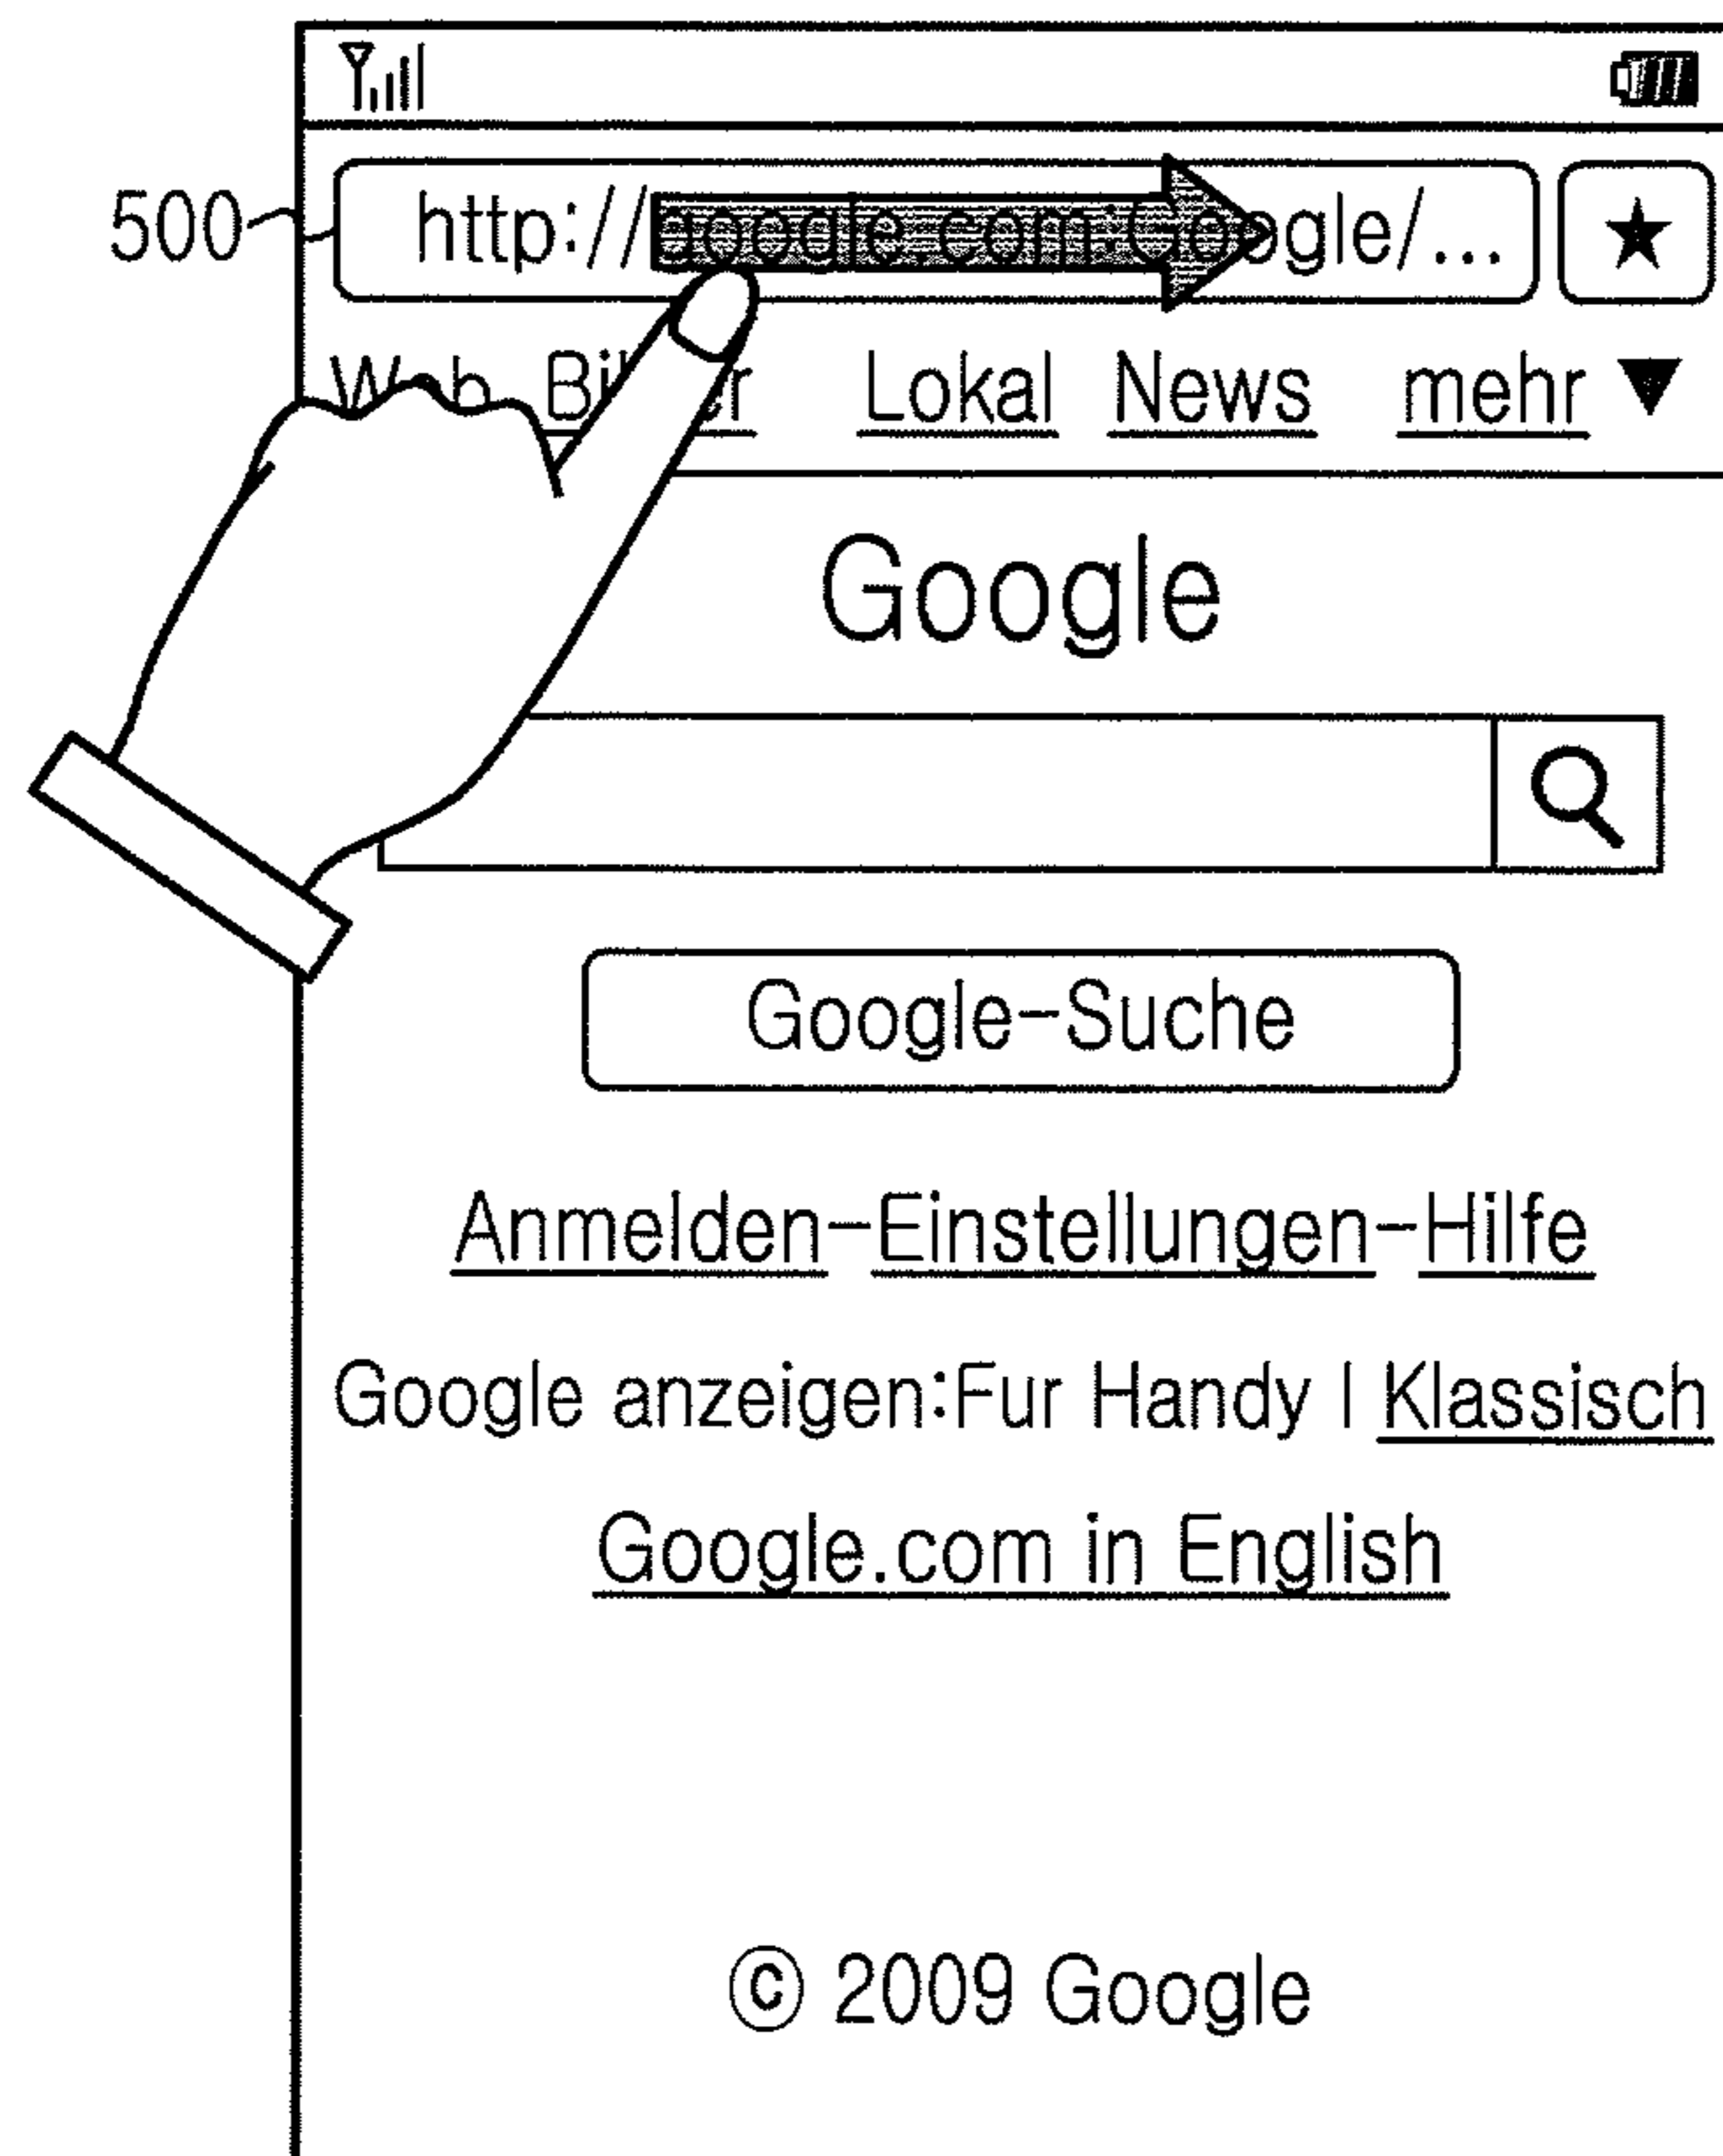 500 http://google.com:Google/...
Lokal News mehr
Google
Google-Suche
Anmelden-Einstellungen-Hilfe
Google anzeigen:Fur Handy | Klassisch
Google.com in English
© 2009 Google